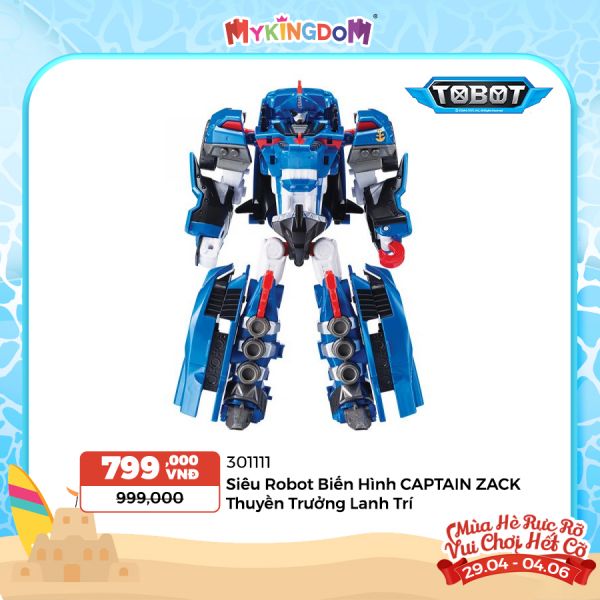 MYKINGDOM
TOBOT
799,000 VNĐ
999,000
301111
Siêu Robot Biến Hình CAPTAIN ZACK
Thuyền Trưởng Lanh Trí
Mùa Hè Rực Rỡ
Vui Chơi Hết Cỡ
29.04 - 04.06